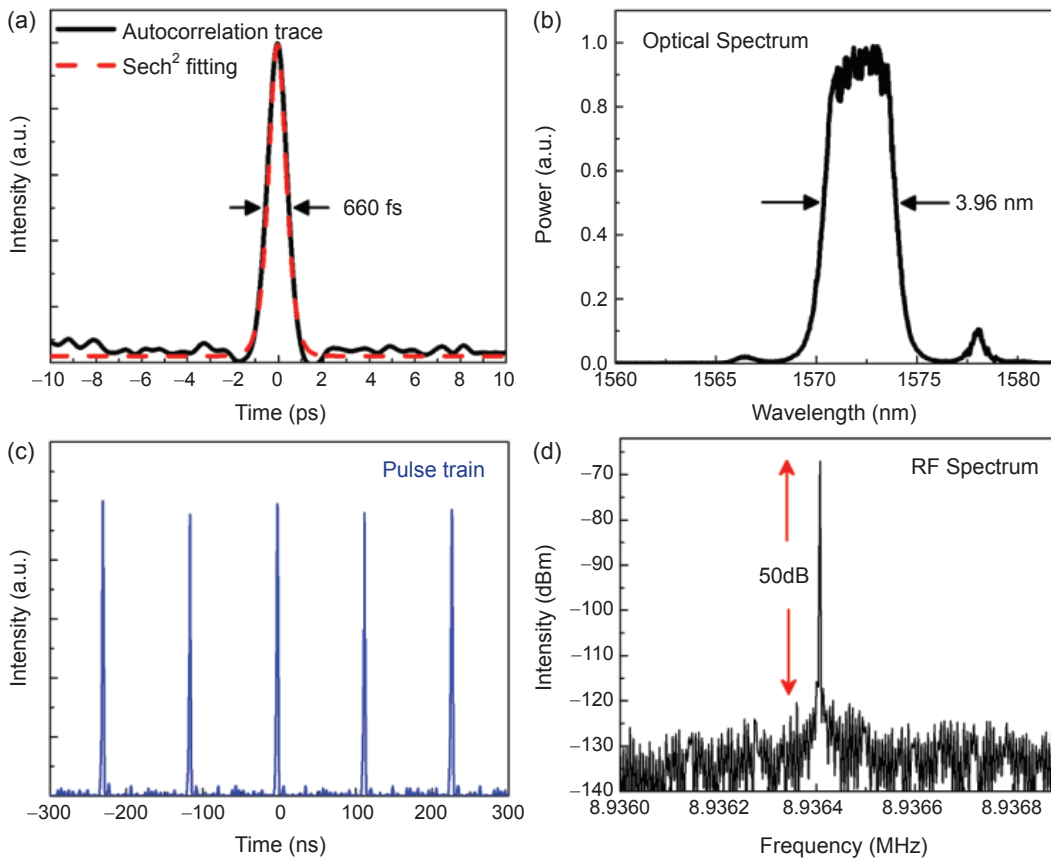 (a)
Autocorrelation trace
Sech² fitting
660 fs
Intensity (a.u.)
−10 −8 −6 −4 −2 0 2 4 6 8 10
Time (ps)
(b)
Optical Spectrum
3.96 nm
Power (a.u.)
1.0
0.8
0.6
0.4
0.2
0.0
1560 1565 1570 1575 1580
Wavelength (nm)
(c)
Pulse train
Intensity (a.u.)
−300 −200 −100 0 100 200 300
Time (ns)
(d)
RF Spectrum
50dB
Intensity (dBm)
−70
−80
−90
−100
−110
−120
−130
−140
8.9360 8.9362 8.9364 8.9366 8.9368
Frequency (MHz)